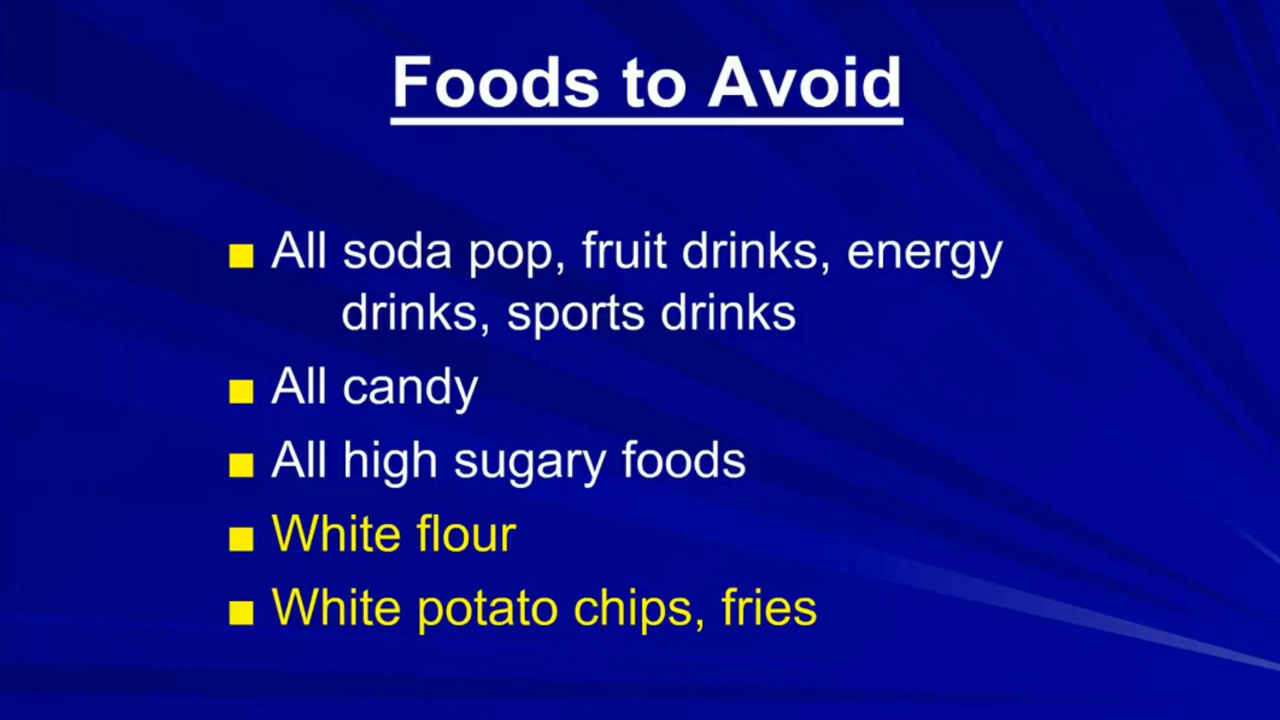 Foods to Avoid
■ All soda pop, fruit drinks, energy
drinks, sports drinks
■ All candy
■ All high sugary foods
■ White flour
■ White potato chips, fries